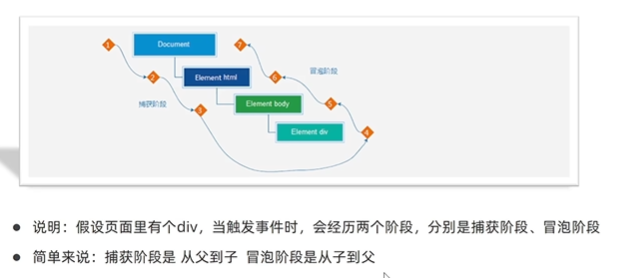 1
Document
7
2
Element html
6
冒泡阶段
捕获阶段
3
Element body
5
Element div
4
说明：假设页面里有个div，当触发事件时，会经历两个阶段，分别是捕获阶段、冒泡阶段
简单来说：捕获阶段是 从父到子 冒泡阶段是从子到父